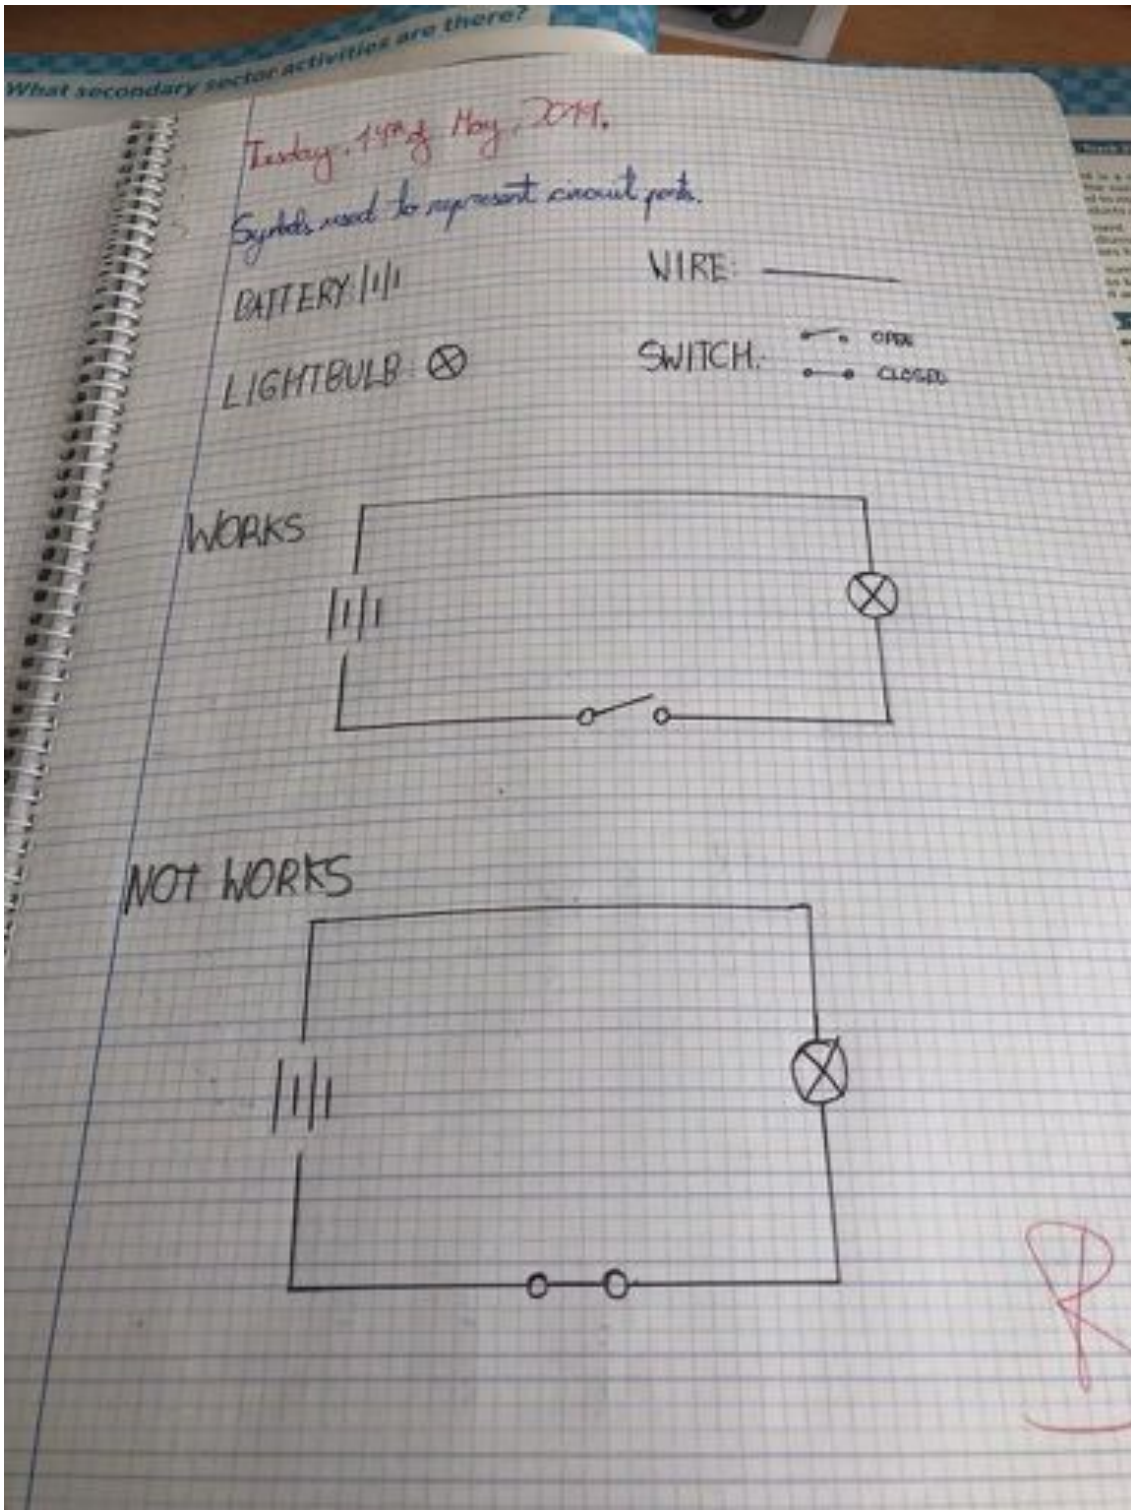 What secondary sector activities are there?
Tesday, 14th of May, 2019.
Symbols used to represent circuit parts.
BATTERY:
WIRE:
LIGHTBULB:
SWITCH:
OPEN
CLOSED
WORKS
NOT WORKS